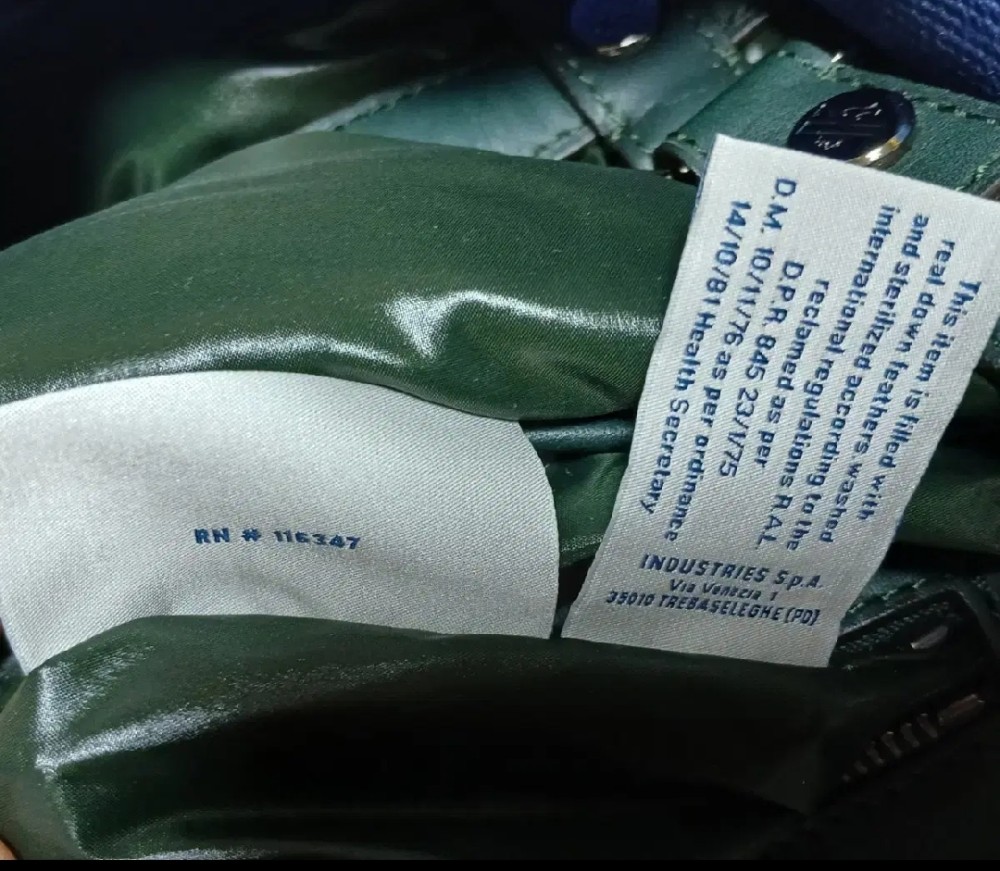 This item is filled with
real down feathers washed
and sterilized according to the
international regulations R.A.L.
reclamed as per
D.P.R. 845 23/1/75
D.M. 10/11/76 as per ordinance
14/10/81 Health Secretary
INDUSTRIES S.p.A.
Via Venezia 1
35010 TREBASELEGHE (PD)
RN # 116347